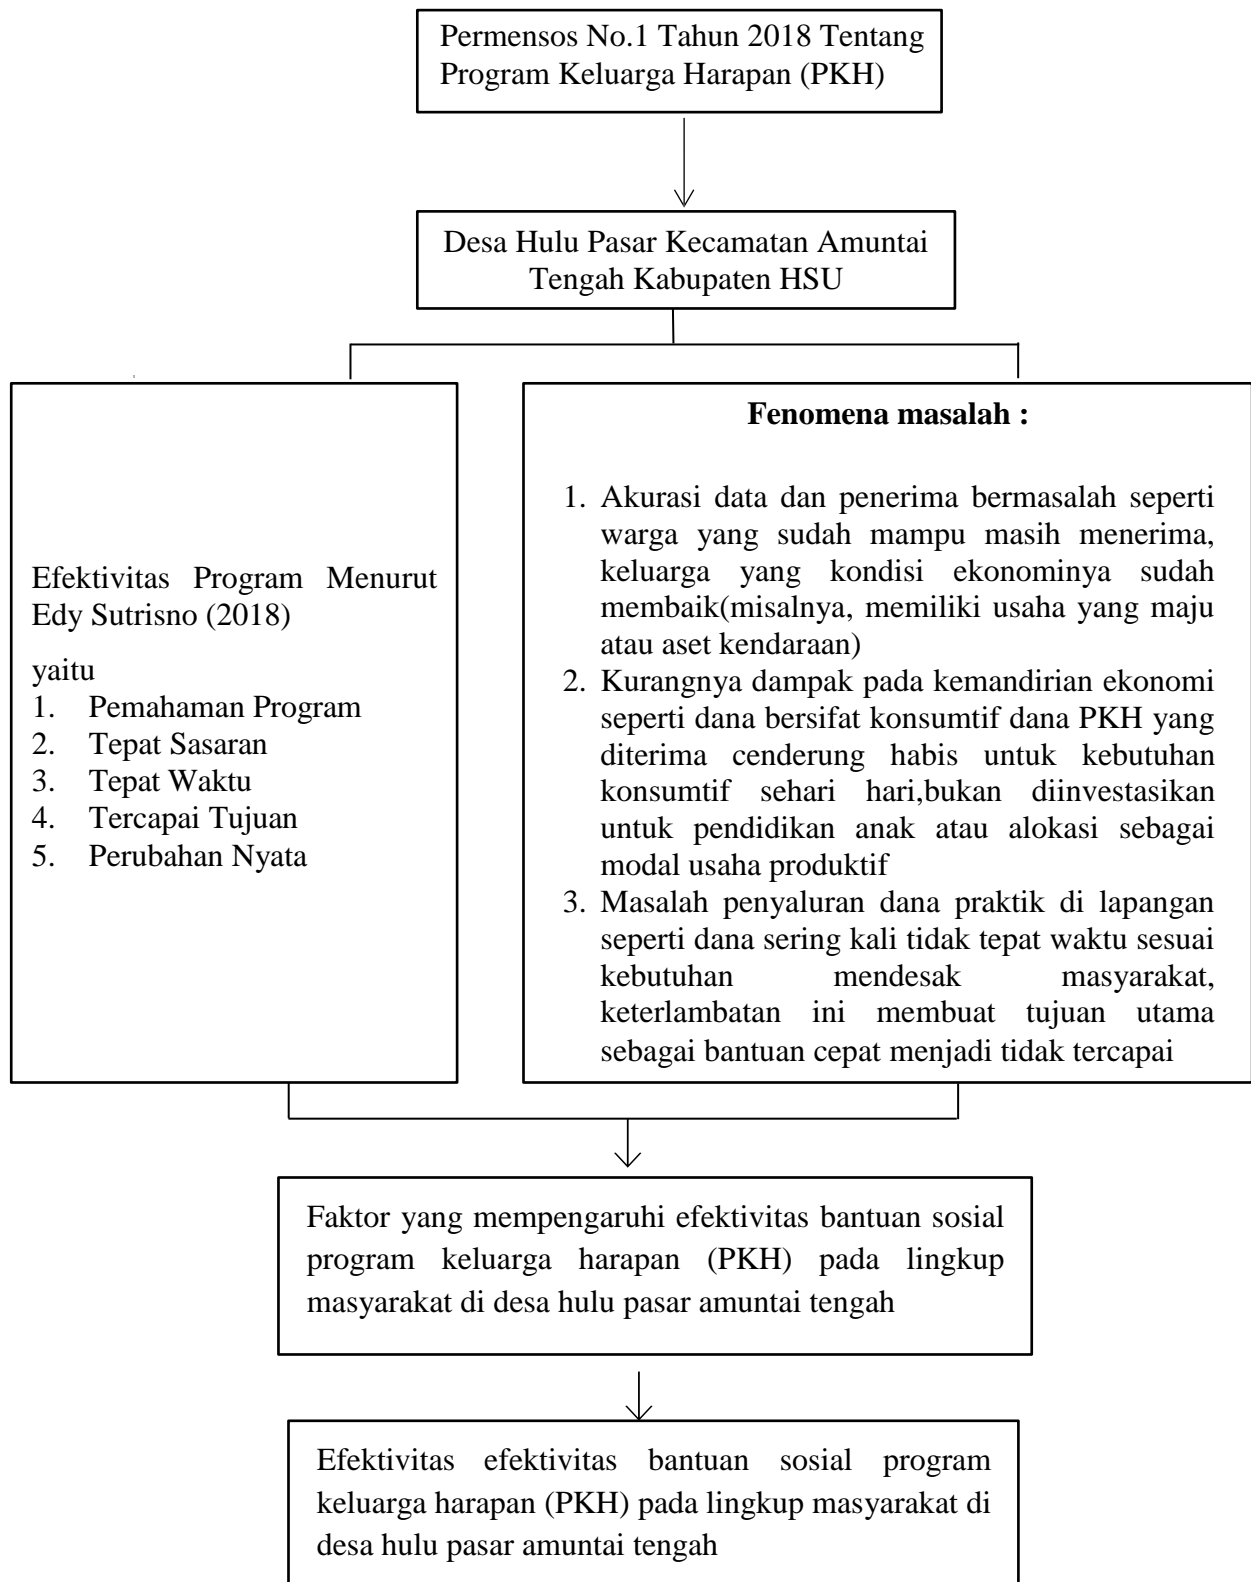 Permensos No.1 Tahun 2018 Tentang
Program Keluarga Harapan (PKH)
Desa Hulu Pasar Kecamatan Amuntai
Tengah Kabupaten HSU
Efektivitas Program Menurut
Edy Sutrisno (2018)
yaitu
1. Pemahaman Program
2. Tepat Sasaran
3. Tepat Waktu
4. Tercapai Tujuan
5. Perubahan Nyata
Fenomena masalah :
1. Akurasi data dan penerima bermasalah seperti
warga yang sudah mampu masih menerima,
keluarga yang kondisi ekonominya sudah
membaik(misalnya, memiliki usaha yang maju
atau aset kendaraan)
2. Kurangnya dampak pada kemandirian ekonomi
seperti dana bersifat konsumtif dana PKH yang
diterima cenderung habis untuk kebutuhan
konsumtif sehari hari,bukan diinvestasikan
untuk pendidikan anak atau alokasi sebagai
modal usaha produktif
3. Masalah penyaluran dana praktik di lapangan
seperti dana sering kali tidak tepat waktu sesuai
kebutuhan mendesak masyarakat,
keterlambatan ini membuat tujuan utama
sebagai bantuan cepat menjadi tidak tercapai
Faktor yang mempengaruhi efektivitas bantuan sosial
program keluarga harapan (PKH) pada lingkup
masyarakat di desa hulu pasar amuntai tengah
Efektivitas efektivitas bantuan sosial program
keluarga harapan (PKH) pada lingkup masyarakat di
desa hulu pasar amuntai tengah